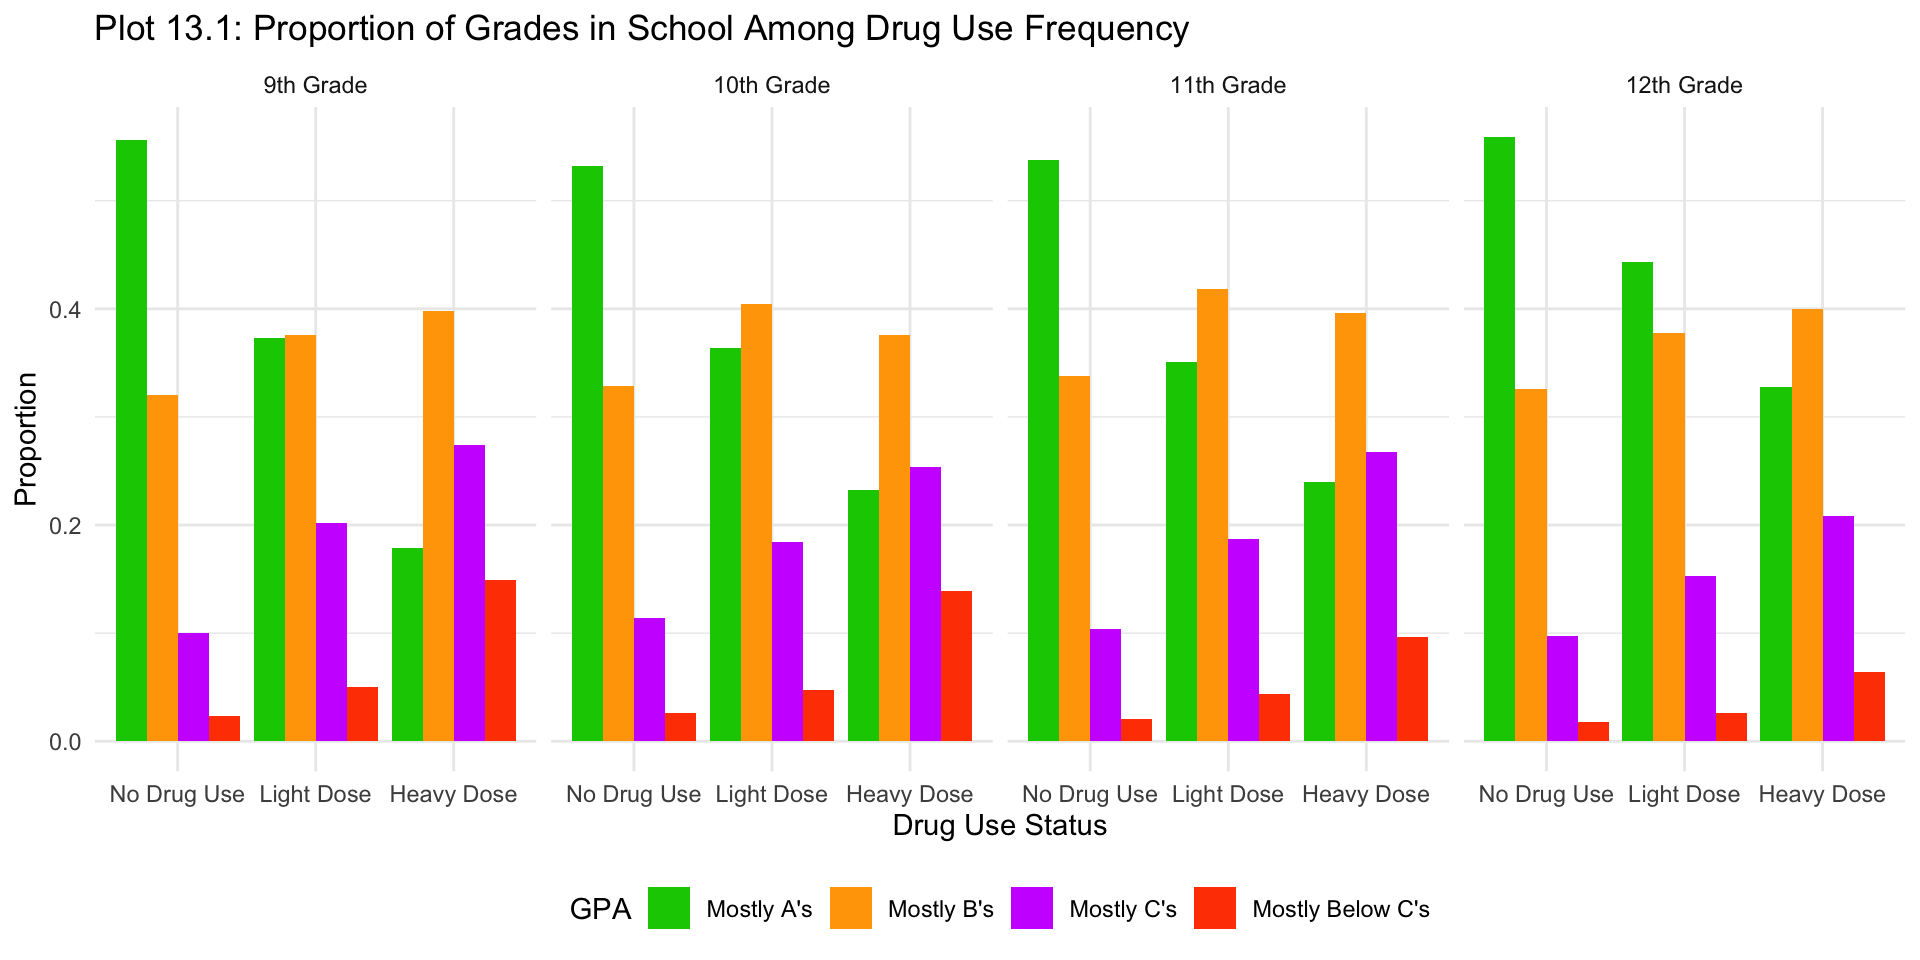 Plot 13.1: Proportion of Grades in School Among Drug Use Frequency
9th Grade 10th Grade 11th Grade 12th Grade
Proportion
0.4
0.2
0.0
No Drug Use Light Dose Heavy Dose No Drug Use Light Dose Heavy Dose No Drug Use Light Dose Heavy Dose No Drug Use Light Dose Heavy Dose
Drug Use Status
GPA Mostly A's Mostly B's Mostly C's Mostly Below C's